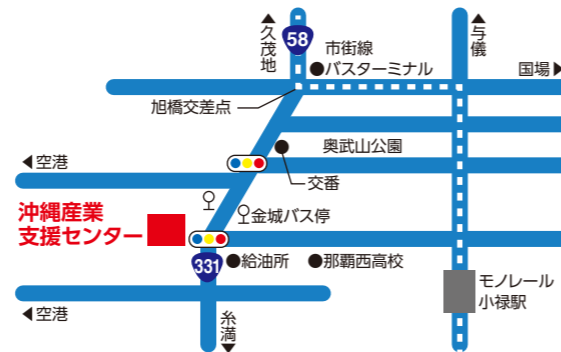 ▲久茂地
58
市街線
●バスターミナル
▲与儀
国場▶
旭橋交差点
奥武山公園
◀空港
●交番
沖縄産業
支援センター
金城バス停
331
●給油所
●那覇西高校
モノレール
小禄駅
◀空港
糸満▼